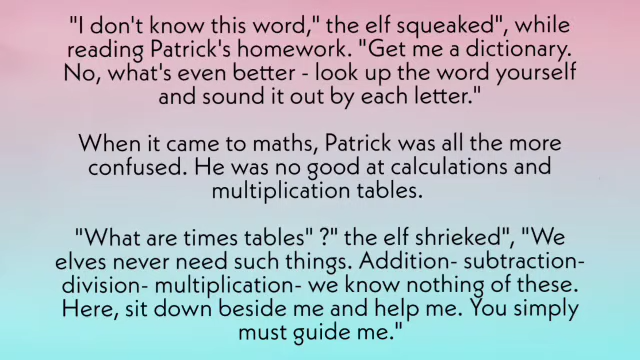 "I don't know this word," the elf squeaked", while
reading Patrick's homework. "Get me a dictionary.
No, what's even better - look up the word yourself
and sound it out by each letter."
When it came to maths, Patrick was all the more
confused. He was no good at calculations and
multiplication tables.
"What are times tables" ?" the elf shrieked", "We
elves never need such things. Addition- subtraction-
division- multiplication- we know nothing of these.
Here, sit down beside me and help me. You simply
must guide me."